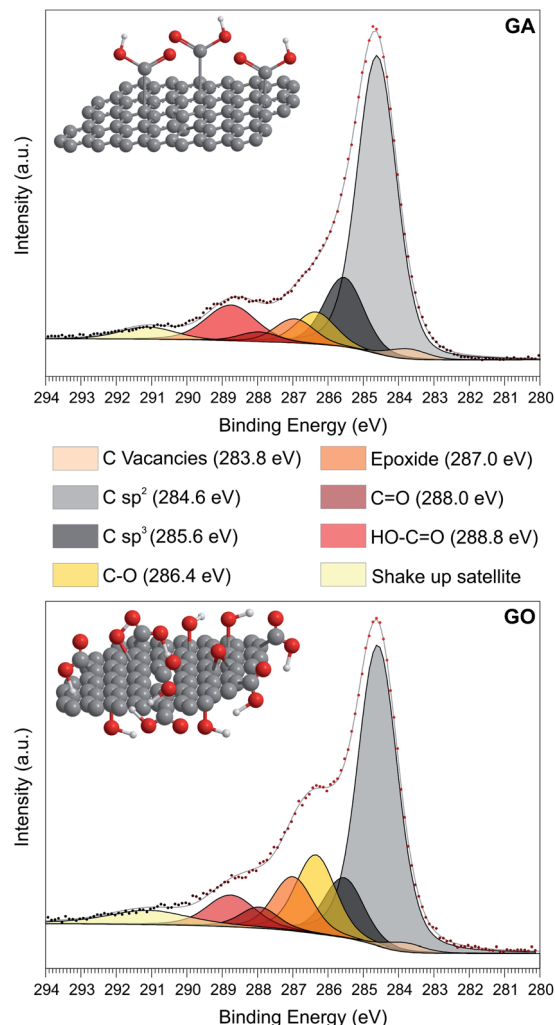 GA
Intensity (a.u.)
294 293 292 291 290 289 288 287 286 285 284 283 282 281 280
Binding Energy (eV)
C Vacancies (283.8 eV)
Epoxide (287.0 eV)
C sp² (284.6 eV)
C=O (288.0 eV)
C sp³ (285.6 eV)
HO-C=O (288.8 eV)
C-O (286.4 eV)
Shake up satellite
GO
Intensity (a.u.)
294 293 292 291 290 289 288 287 286 285 284 283 282 281 280
Binding Energy (eV)